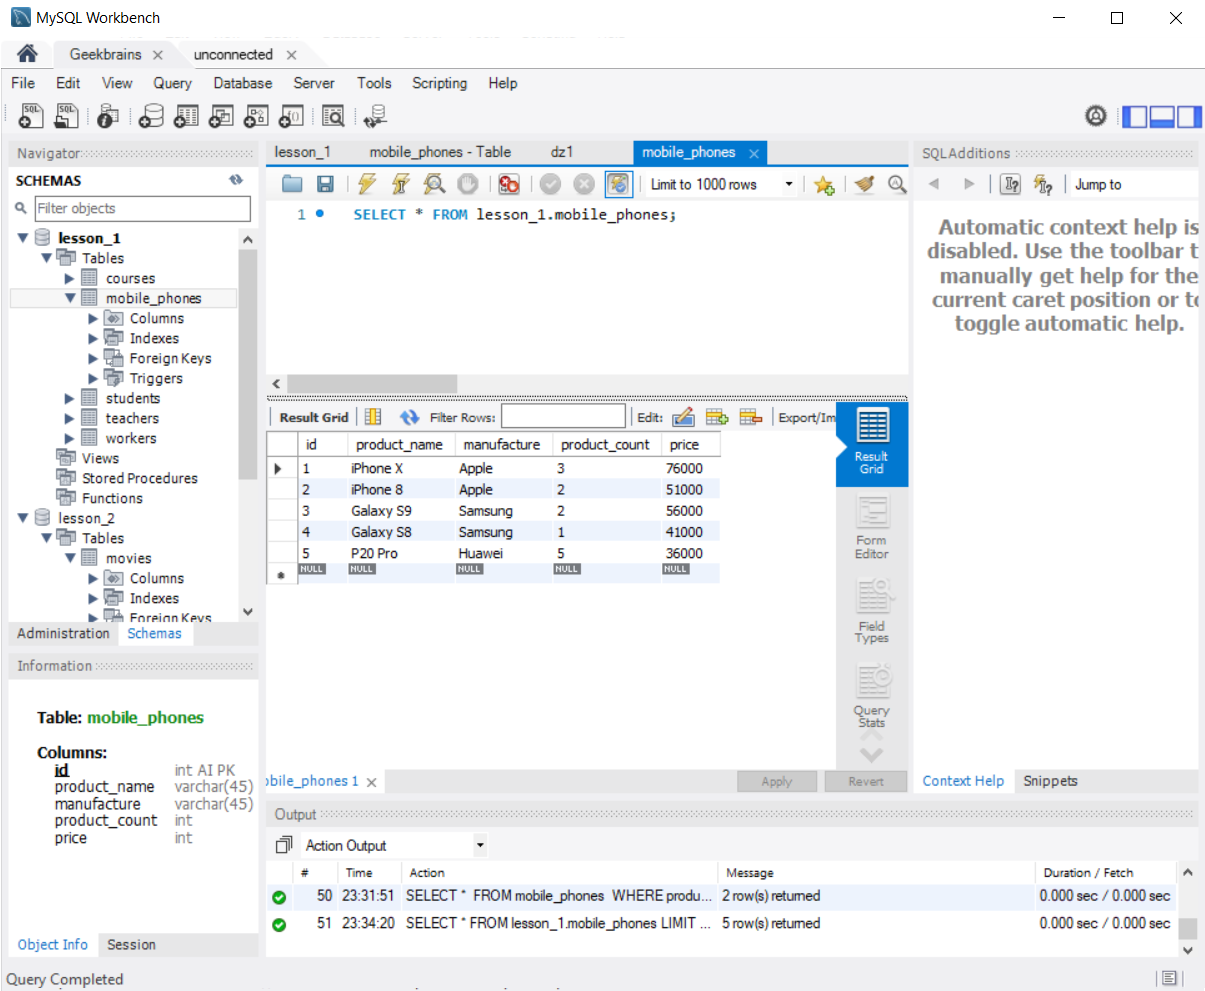 MySQL Workbench
Geekbrains
unconnected
File Edit View Query Database Server Tools Scripting Help
Navigator
SCHEMAS
Filter objects
lesson_1
Tables
courses
mobile_phones
Columns
Indexes
Foreign Keys
Triggers
students
teachers
workers
Views
Stored Procedures
Functions
lesson_2
Tables
movies
Columns
Indexes
Foreign Keys
Administration Schemas
Information
Table: mobile_phones
Columns:
id int AI PK
product_name varchar(45)
manufacture varchar(45)
product_count int
price int
Object Info Session
lesson_1 mobile_phones - Table dz1 mobile_phones
Limit to 1000 rows
1 SELECT * FROM lesson_1.mobile_phones;
Result Grid Filter Rows: Edit: Export/Im
id product_name manufacture product_count price
1 iPhone X Apple 3 76000
2 iPhone 8 Apple 2 51000
3 Galaxy S9 Samsung 2 56000
4 Galaxy S8 Samsung 1 41000
5 P20 Pro Huawei 5 36000
NULL NULL NULL NULL NULL
Result
Grid
Form
Editor
Field
Types
Query
Stats
obile_phones 1
Apply Revert
SQLAdditions
Jump to
Automatic context help is
disabled. Use the toolbar t
manually get help for the
current caret position or to
toggle automatic help.
Context Help Snippets
Output
Action Output
# Time Action Message Duration / Fetch
50 23:31:51 SELECT * FROM mobile_phones WHERE produ... 2 row(s) returned 0.000 sec / 0.000 sec
51 23:34:20 SELECT * FROM lesson_1.mobile_phones LIMIT ... 5 row(s) returned 0.000 sec / 0.000 sec
Query Completed